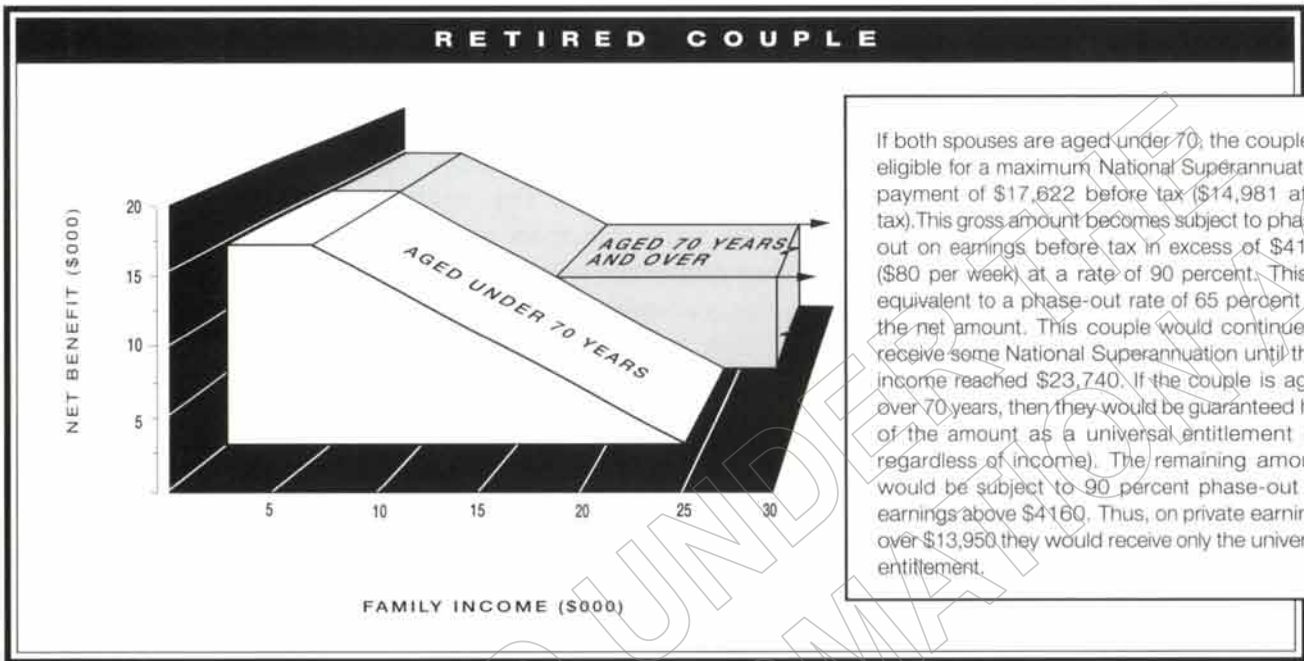 RETIRED COUPLE
NET BENEFIT ($000)
20
15
10
5
AGED 70 YEARS
AND OVER
AGED UNDER 70 YEARS
5 10 15 20 25 30
FAMILY INCOME ($000)
If both spouses are aged under 70, the couple
eligible for a maximum National Superannuat
payment of $17,622 before tax ($14,981 af
tax). This gross amount becomes subject to phas
out on earnings before tax in excess of $41
($80 per week) at a rate of 90 percent. This
equivalent to a phase-out rate of 65 percent
the net amount. This couple would continue
receive some National Superannuation until th
income reached $23,740. If the couple is ag
over 70 years, then they would be guaranteed h
of the amount as a universal entitlement
regardless of income). The remaining amo
would be subject to 90 percent phase-out
earnings above $4160. Thus, on private earnin
over $13,950 they would receive only the univer
entitlement.